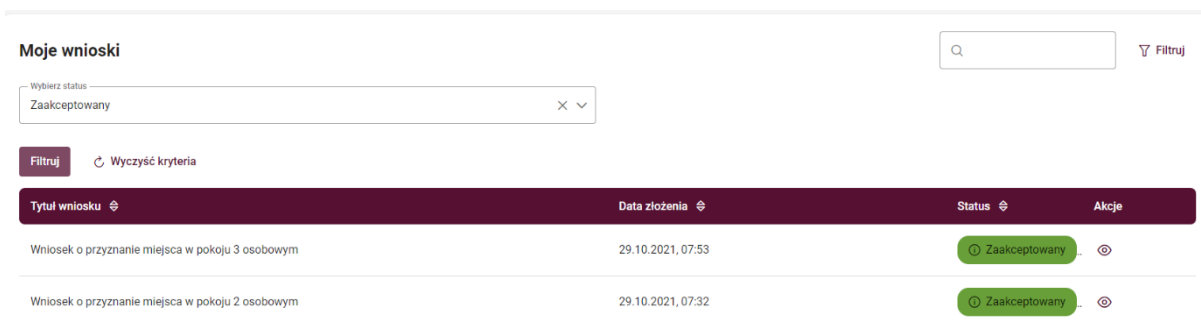 Moje wnioski
Filtruj
Wybierz status
Zaakceptowany
Filtruj Wyczyść kryteria
Tytuł wniosku Data złożenia Status Akcje
Wniosek o przyznanie miejsca w pokoju 3 osobowym 29.10.2021, 07:53 Zaakceptowany ..
Wniosek o przyznanie miejsca w pokoju 2 osobowym 29.10.2021, 07:32 Zaakceptowany ..